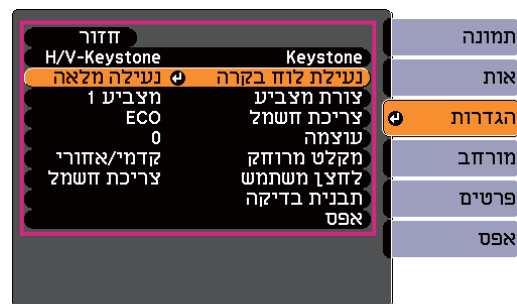 חזור
Keystone H/V-Keystone
נעילת לוח בקרה נעילה מלאה
צורת מצביע מצביע 1
צריכת חשמל ECO
עוצמה 0
מקלט מרוחק קדמי/אחורי
לחצן משתמש צריכת חשמל
תבנית בדיקה
אפס
תמונה
אות
הגדרות
מורחב
פרטים
אפס